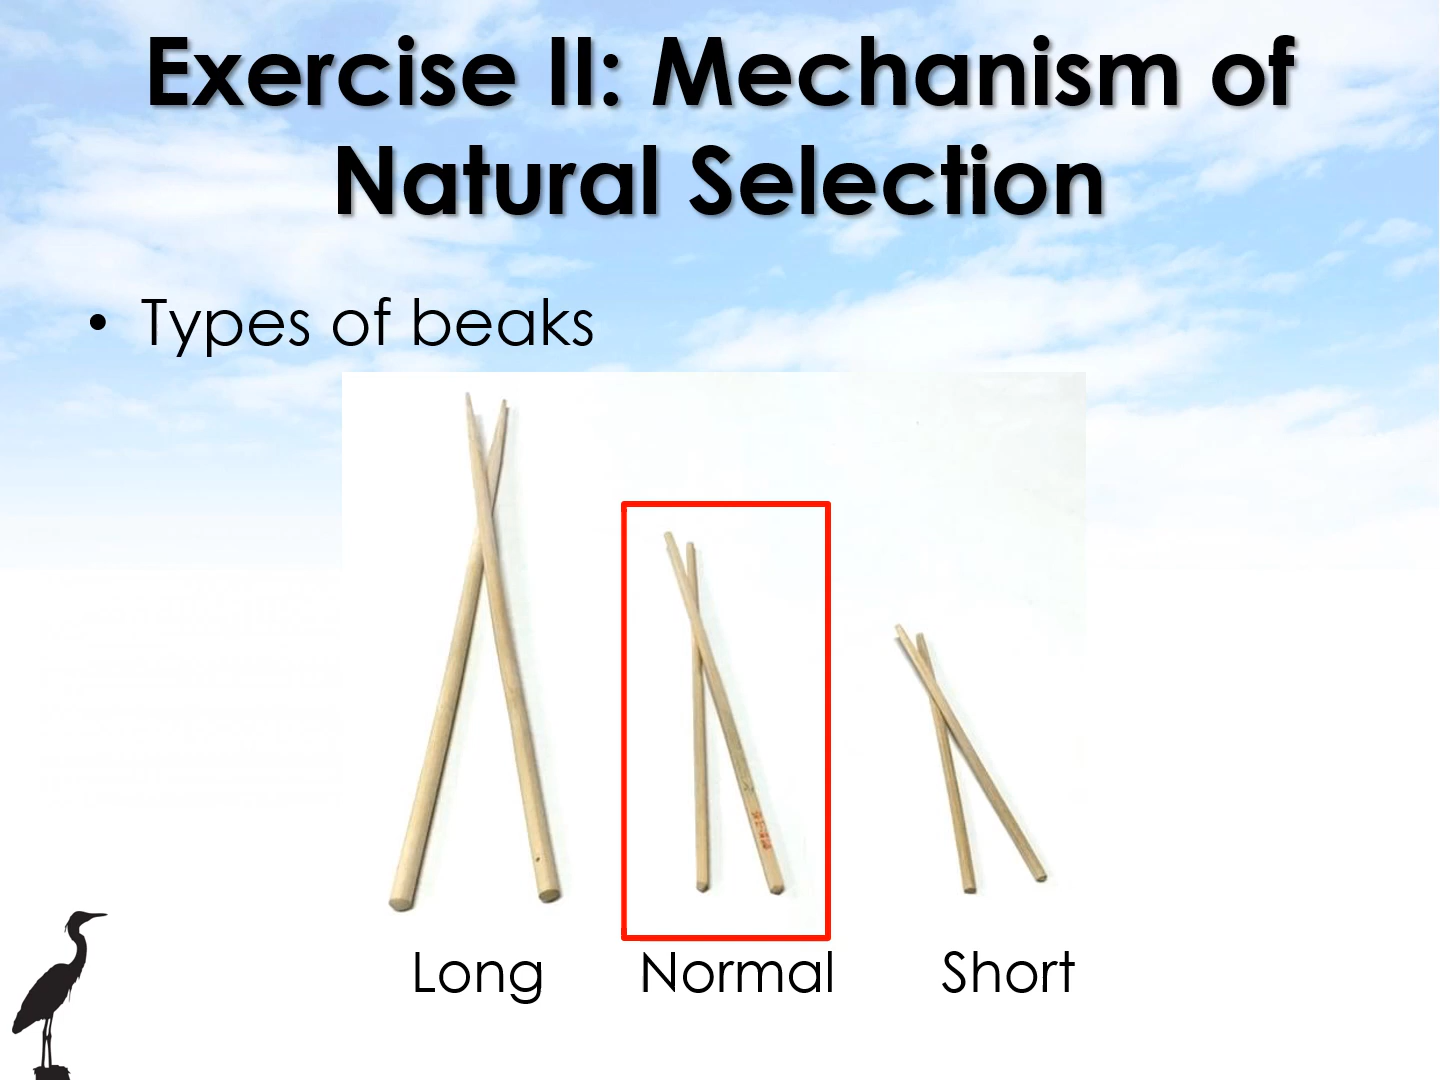 Exercise II: Mechanism of
Natural Selection
• Types of beaks
Long Normal Short